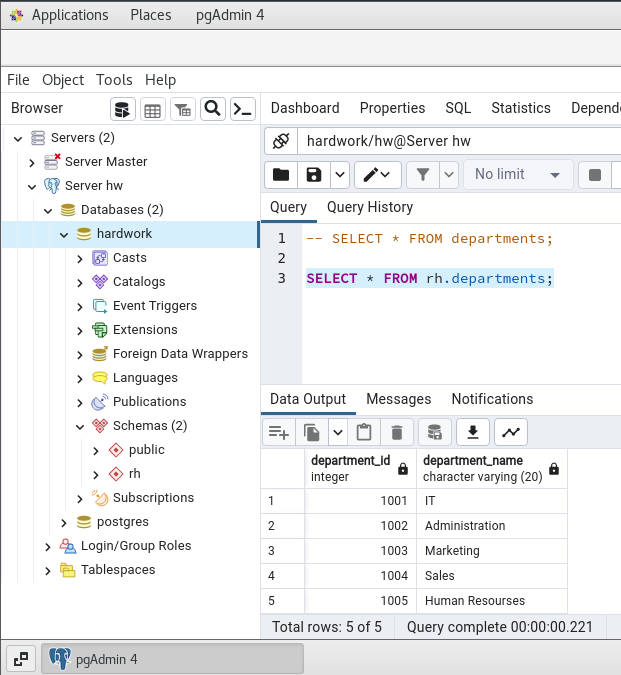 Applications Places pgAdmin 4
File Object Tools Help
Browser
Dashboard Properties SQL Statistics Depend
Servers (2)
Server Master
Server hw
Databases (2)
hardwork
Casts
Catalogs
Event Triggers
Extensions
Foreign Data Wrappers
Languages
Publications
Schemas (2)
public
rh
Subscriptions
postgres
Login/Group Roles
Tablespaces
hardwork/hw@Server hw
No limit
Query Query History
1 -- SELECT * FROM departments;
2
3 SELECT * FROM rh.departments;
Data Output Messages Notifications
department_id department_name
integer character varying (20)
1 1001 IT
2 1002 Administration
3 1003 Marketing
4 1004 Sales
5 1005 Human Resourses
Total rows: 5 of 5 Query complete 00:00:00.221
pgAdmin 4